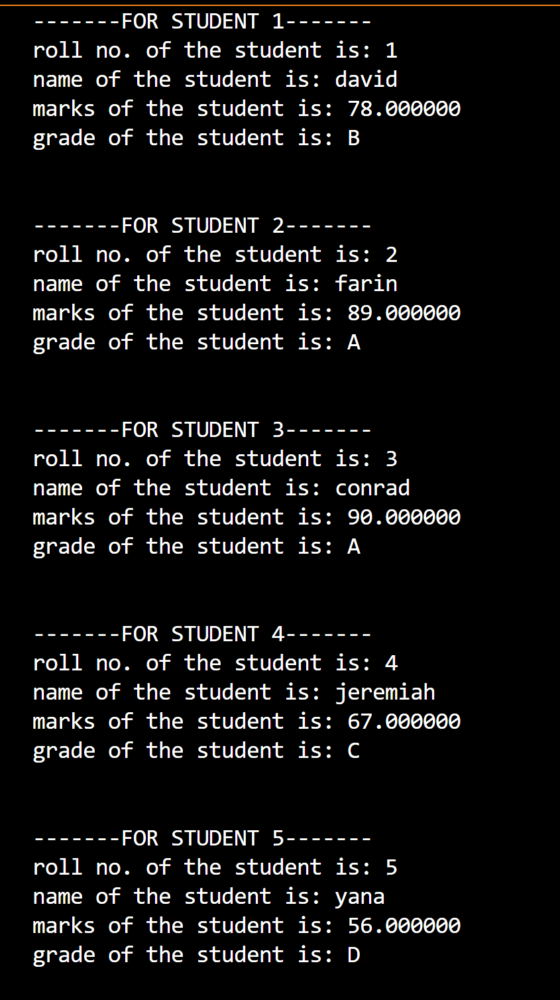 -------FOR STUDENT 1-------
roll no. of the student is: 1
name of the student is: david
marks of the student is: 78.000000
grade of the student is: B
-------FOR STUDENT 2-------
roll no. of the student is: 2
name of the student is: farin
marks of the student is: 89.000000
grade of the student is: A
-------FOR STUDENT 3-------
roll no. of the student is: 3
name of the student is: conrad
marks of the student is: 90.000000
grade of the student is: A
-------FOR STUDENT 4-------
roll no. of the student is: 4
name of the student is: jeremiah
marks of the student is: 67.000000
grade of the student is: C
-------FOR STUDENT 5-------
roll no. of the student is: 5
name of the student is: yana
marks of the student is: 56.000000
grade of the student is: D